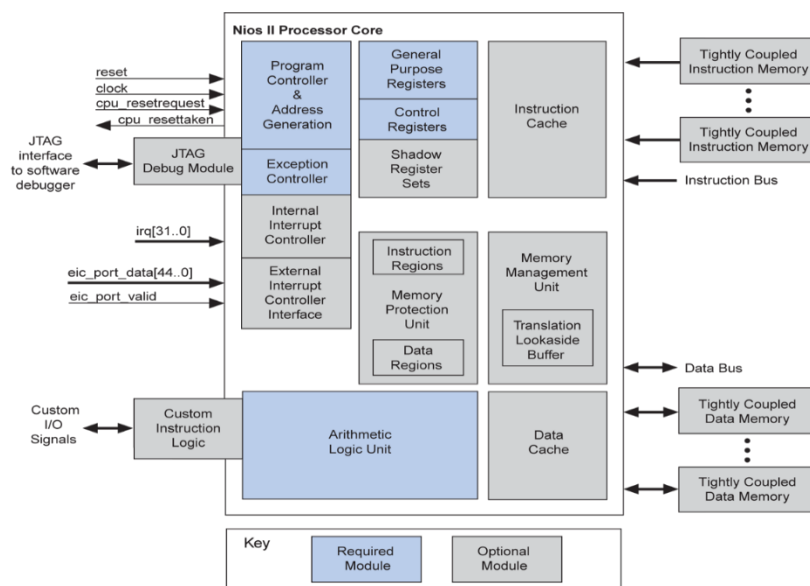 Nios II Processor Core
reset
clock
cpu_resetrequest
cpu_resettaken
JTAG
interface
to software
debugger
JTAG
Debug Module
irq[31..0]
eic_port_data[44..0]
eic_port_valid
Custom
I/O
Signals
Custom
Instruction
Logic
Program
Controller
&
Address
Generation
Exception
Controller
Internal
Interrupt
Controller
External
Interrupt
Controller
Interface
General
Purpose
Registers
Control
Registers
Shadow
Register
Sets
Instruction
Cache
Instruction
Regions
Memory
Protection
Unit
Data
Regions
Memory
Management
Unit
Translation
Lookaside
Buffer
Arithmetic
Logic Unit
Data
Cache
Tightly Coupled
Instruction Memory
Tightly Coupled
Instruction Memory
Instruction Bus
Data Bus
Tightly Coupled
Data Memory
Tightly Coupled
Data Memory
Key
Required
Module
Optional
Module